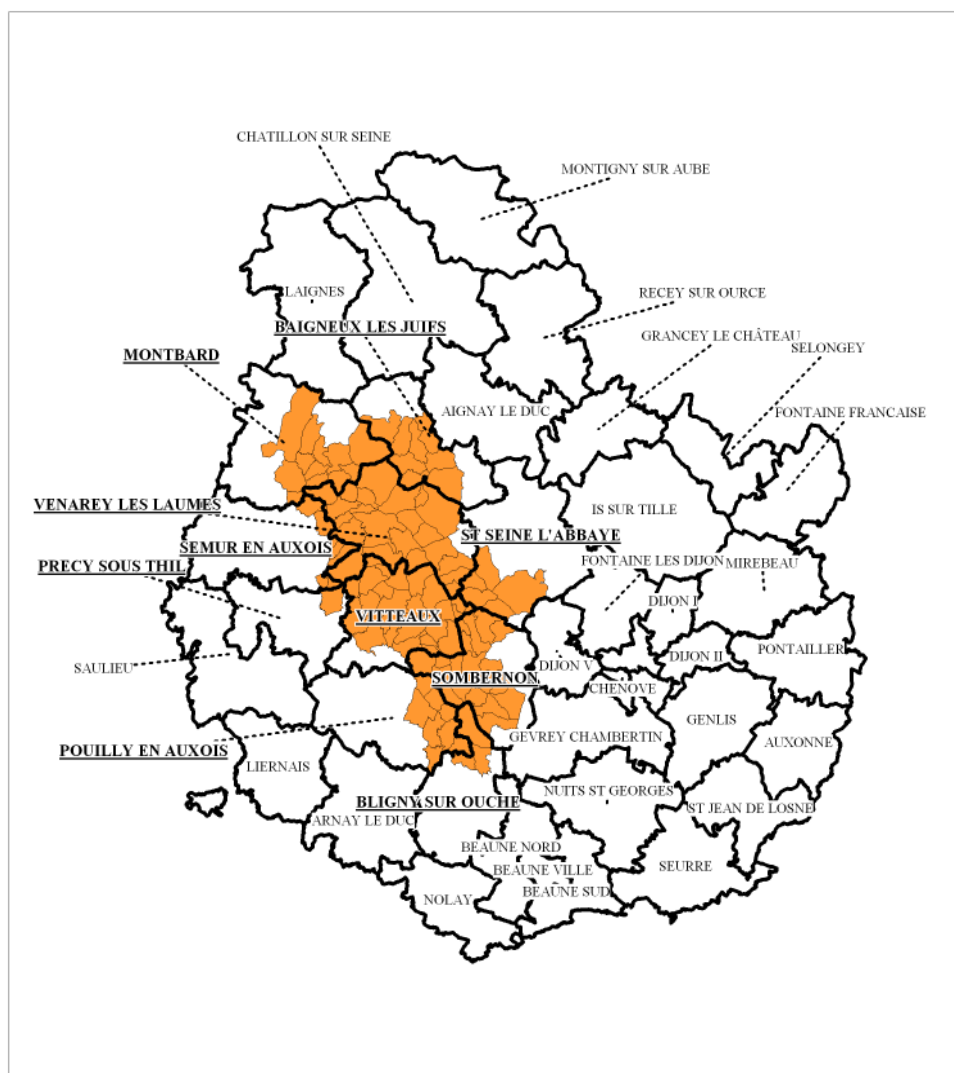 CHATILLON SUR SEINE
MONTIGNY SUR AUBE
LAIGNES
RECEY SUR OURCE
BAIGNEUX LES JUIFS
GRANCEY LE CHÂTEAU
SELONGEY
MONTBARD
AIGNAY LE DUC
FONTAINE FRANCAISE
VENAREY LES LAUMES
IS SUR TILLE
ST SEINE L'ABBAYE
SEMUR EN AUXOIS
FONTAINE LES DIJON
MIREBEAU
PRECY SOUS THIL
DIJON I
VITTEAUX
PONTAILLER
DIJON II
SAULIEU
DIJON V
SOMBERNON
CHENOVE
GENLIS
GEVREY CHAMBERTIN
AUXONNE
POUILLY EN AUXOIS
LIERNAIS
NUITS ST GEORGES
BLIGNY SUR OUCHE
ST JEAN DE LOSNE
ARNAY LE DUC
BEAUNE NORD
SEURRE
BEAUNE VILLE
BEAUNE SUD
NOLAY